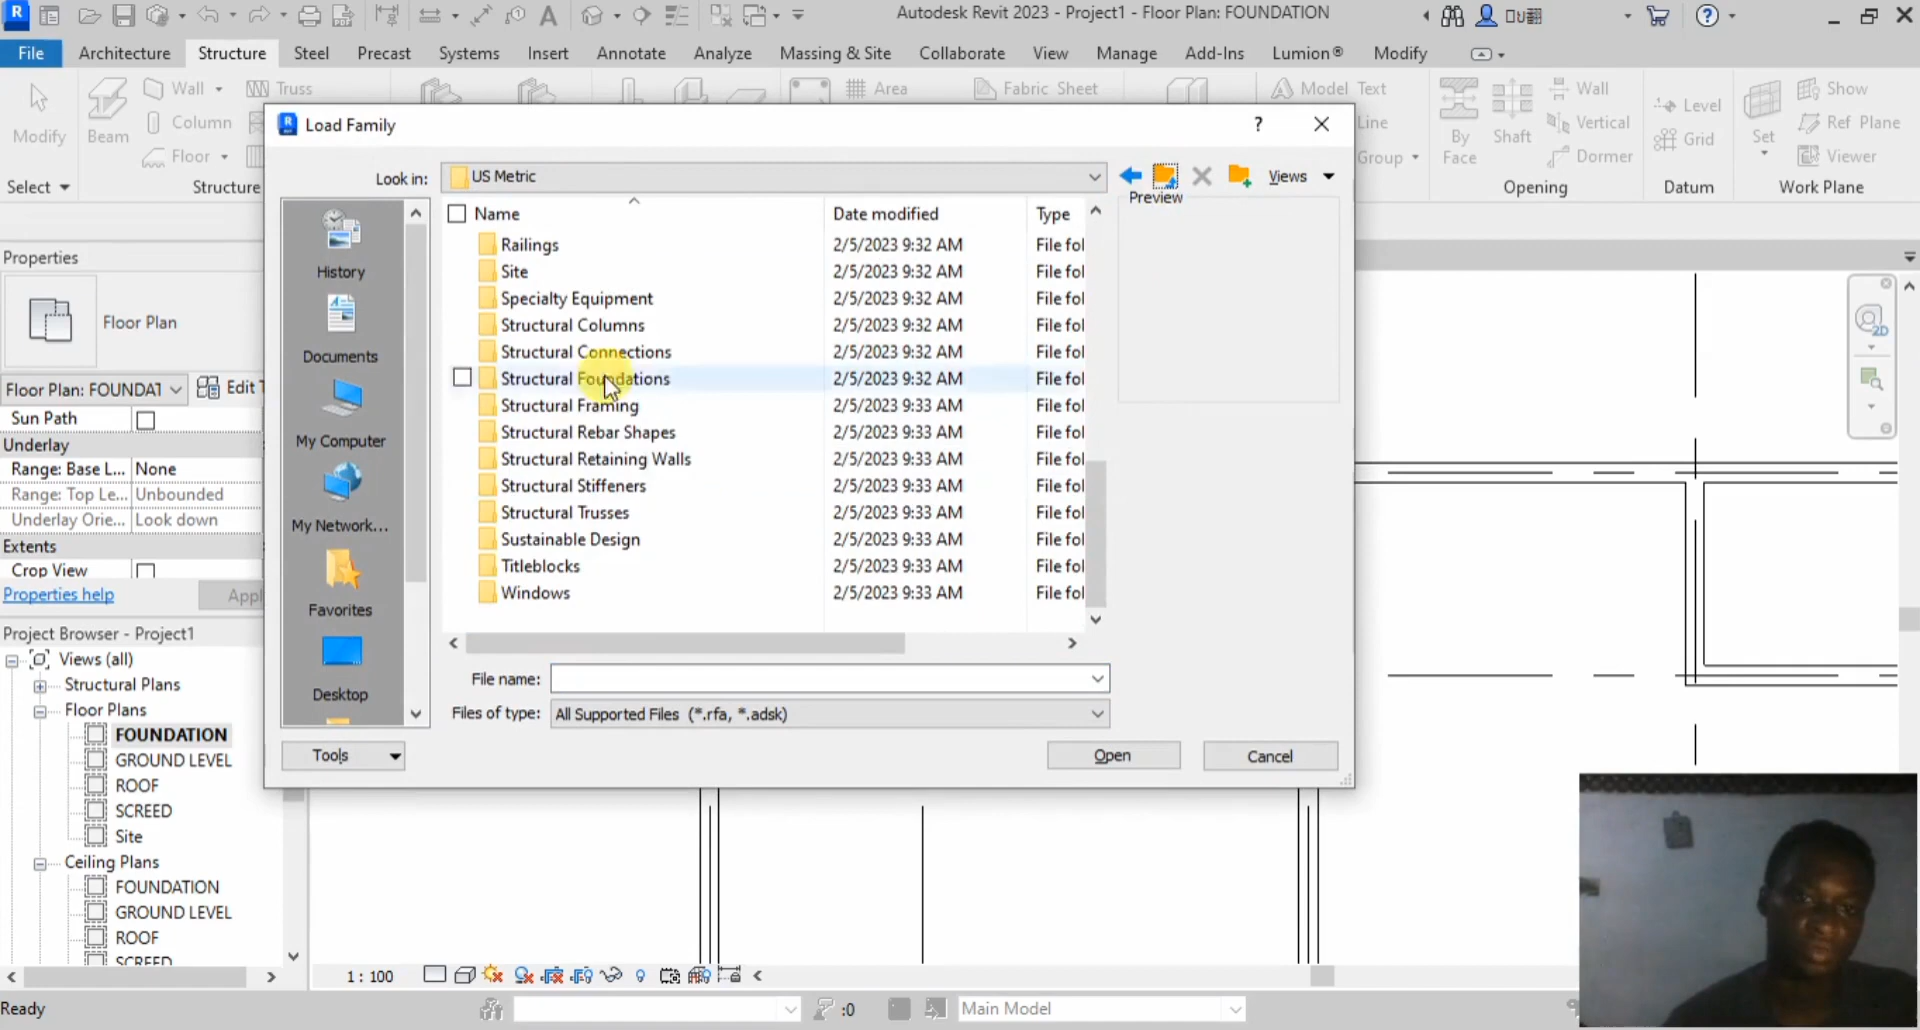 Autodesk Revit 2023 - Project1 - Floor Plan: FOUNDATION
File Architecture Structure Steel Precast Systems Insert Annotate Analyze Massing & Site Collaborate View Manage Add-Ins Lumion® Modify
Wall Truss Area Fabric Sheet Model Text Wall Show
Modify Beam Column Line By Face Shaft Vertical Level Set Ref Plane
Floor Group Dormer Grid Viewer
Select Structure Opening Datum Work Plane
Load Family
?
Look in: US Metric Views
Preview
Name Date modified Type
Railings 2/5/2023 9:32 AM File fol
Site 2/5/2023 9:32 AM File fol
Specialty Equipment 2/5/2023 9:32 AM File fol
Structural Columns 2/5/2023 9:32 AM File fol
Structural Connections 2/5/2023 9:32 AM File fol
Structural Foundations 2/5/2023 9:32 AM File fol
Structural Framing 2/5/2023 9:33 AM File fol
Structural Rebar Shapes 2/5/2023 9:33 AM File fol
Structural Retaining Walls 2/5/2023 9:33 AM File fol
Structural Stiffeners 2/5/2023 9:33 AM File fol
Structural Trusses 2/5/2023 9:33 AM File fol
Sustainable Design 2/5/2023 9:33 AM File fol
Titleblocks 2/5/2023 9:33 AM File fol
Windows 2/5/2023 9:33 AM File fol
History
Documents
My Computer
My Network...
Favorites
Desktop
File name:
Files of type: All Supported Files (*.rfa, *.adsk)
Tools Open Cancel
Properties
Floor Plan
Floor Plan: FOUNDAT Edit T
Sun Path
Underlay
Range: Base L... None
Range: Top Le... Unbounded
Underlay Orie... Look down
Extents
Crop View
Properties help Appl
Project Browser - Project1
Views (all)
Structural Plans
Floor Plans
FOUNDATION
GROUND LEVEL
ROOF
SCREED
Site
Ceiling Plans
FOUNDATION
GROUND LEVEL
ROOF
SCREED
2D
1 : 100
Ready :0 Main Model